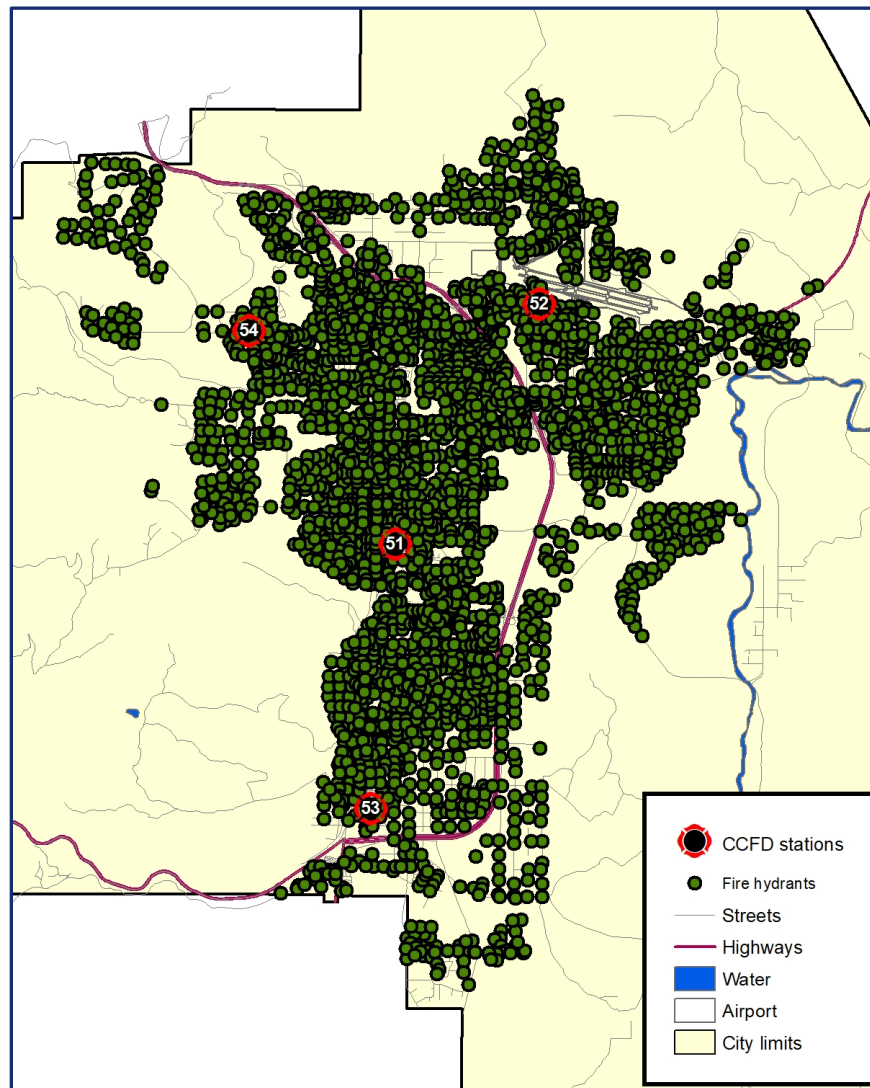 52
54
51
53
CCFD stations
Fire hydrants
Streets
Highways
Water
Airport
City limits